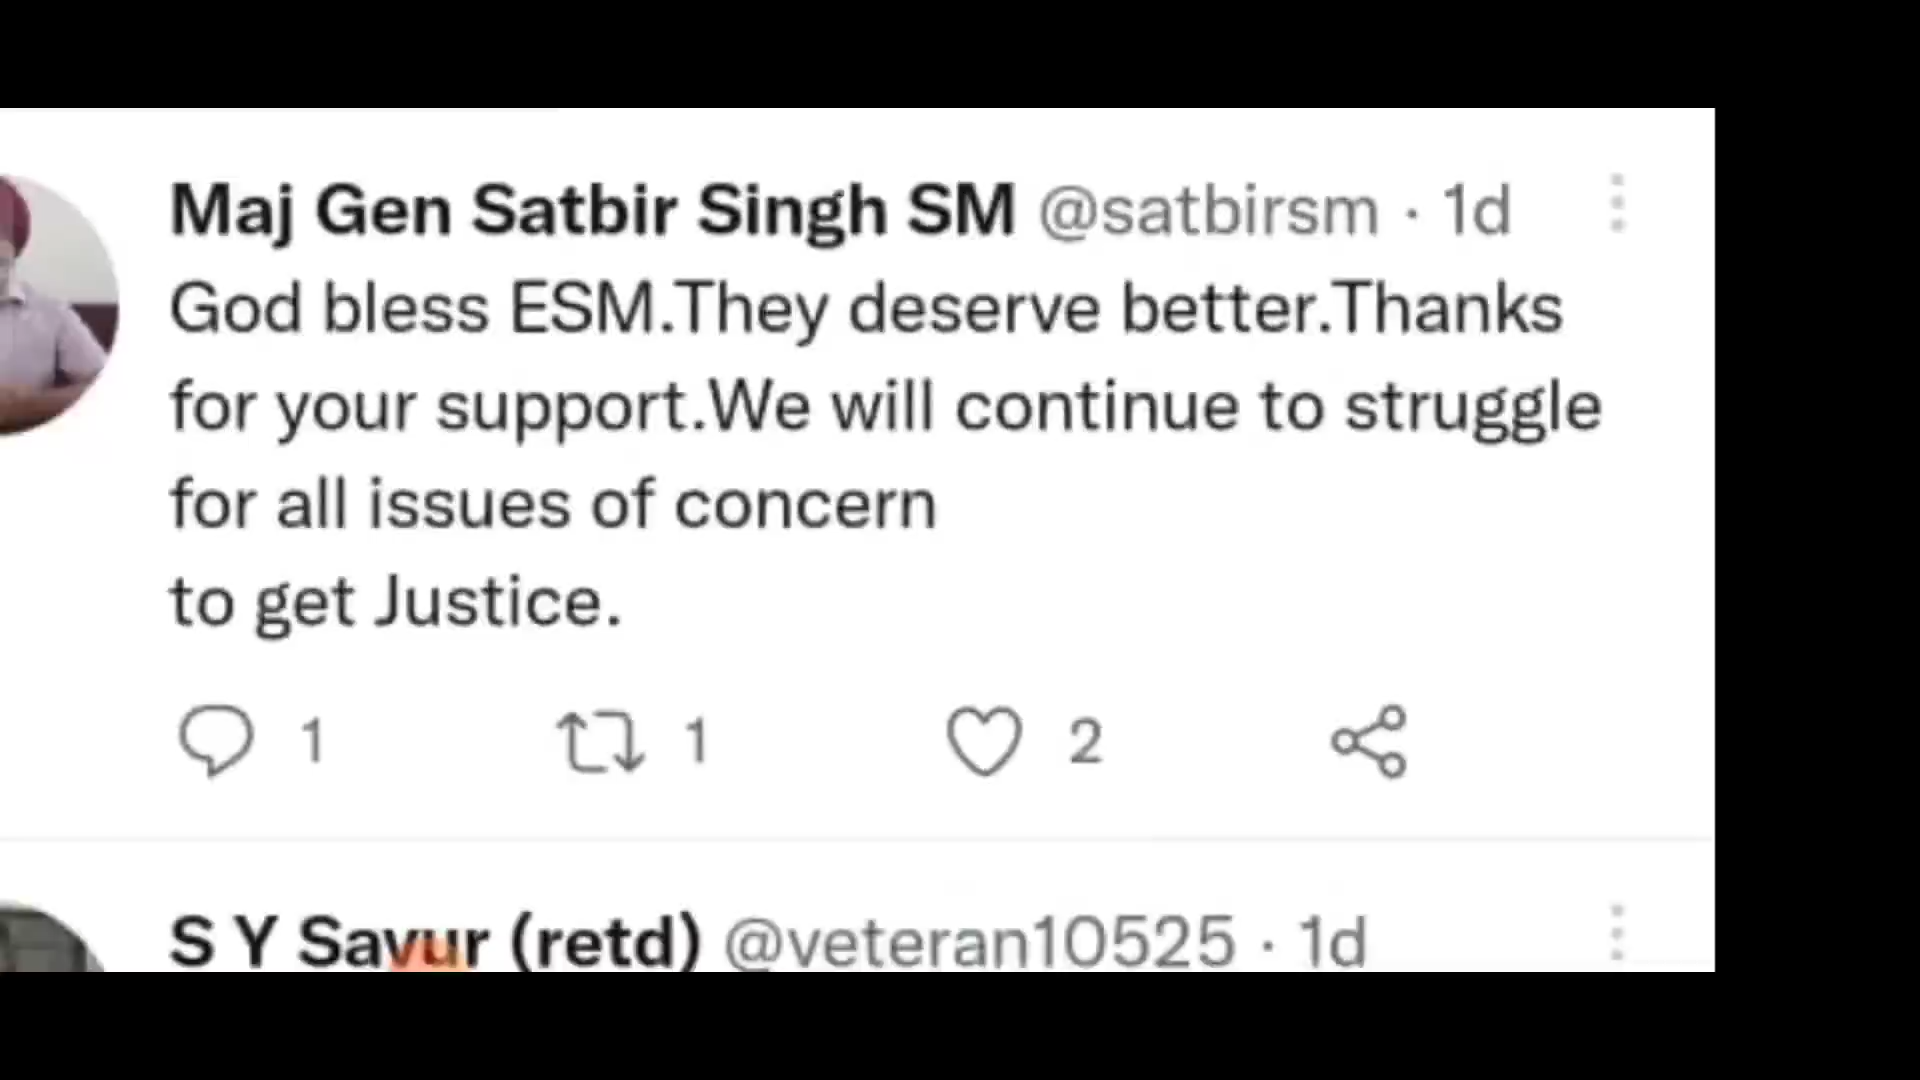 Maj Gen Satbir Singh SM @satbirsm · 1d
God bless ESM.They deserve better.Thanks
for your support.We will continue to struggle
for all issues of concern
to get Justice.
1 1 2
S Y Savur (retd) @veteran10525 · 1d